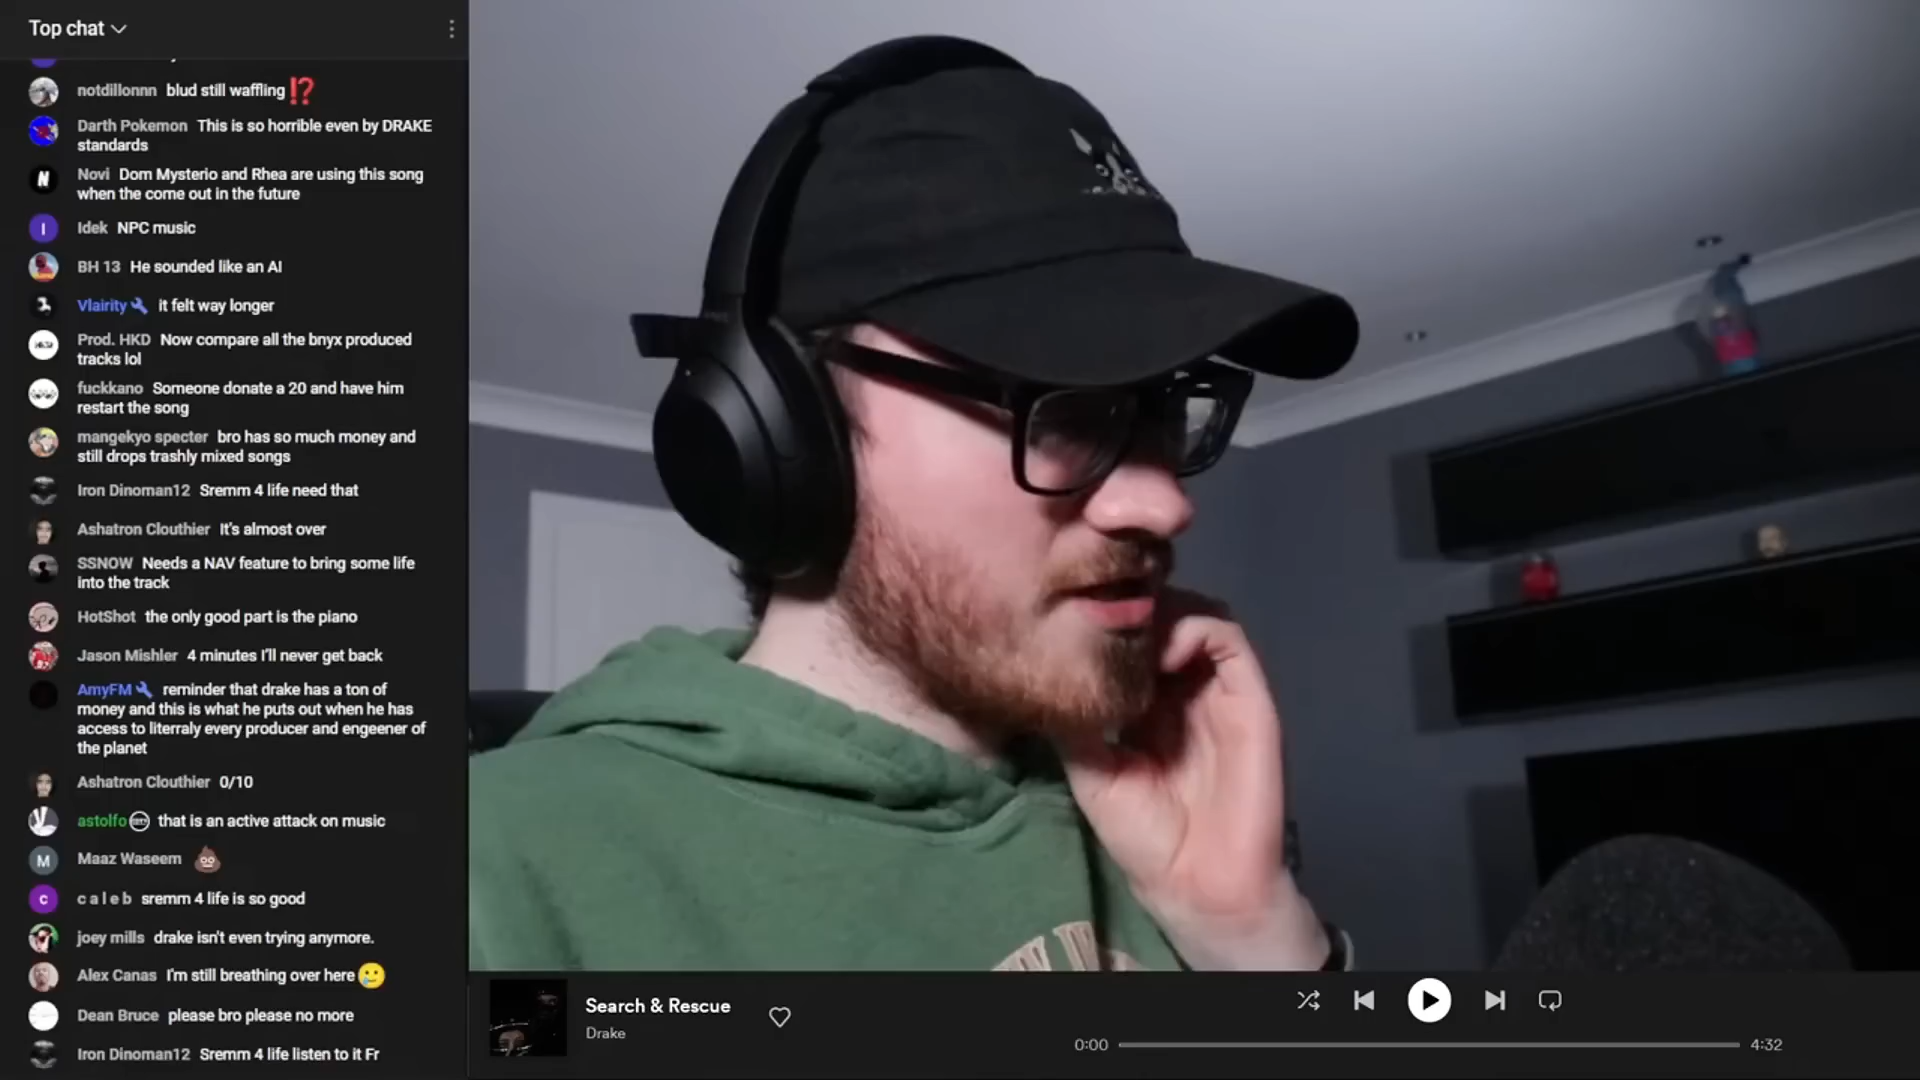 Top chat
notdillonnn blud still waffling⁉️
Darth Pokemon This is so horrible even by DRAKE
standards
N
Novi Dom Mysterio and Rhea are using this song
when the come out in the future
I
Idek NPC music
BH 13 He sounded like an AI
Vlairity it felt way longer
Prod. HKD Now compare all the bnyx produced
tracks lol
fuckkano Someone donate a 20 and have him
restart the song
mangekyo specter bro has so much money and
still drops trashly mixed songs
Iron Dinoman12 Sremm 4 life need that
Ashatron Clouthier It's almost over
SSNOW Needs a NAV feature to bring some life
into the track
HotShot the only good part is the piano
Jason Mishler 4 minutes I'll never get back
AmyFM reminder that drake has a ton of
money and this is what he puts out when he has
access to literraly every producer and engeener of
the planet
Ashatron Clouthier 0/10
astolfo that is an active attack on music
M
Maaz Waseem 💩
c
c a l e b sremm 4 life is so good
joey mills drake isn't even trying anymore.
Alex Canas I'm still breathing over here🥲
Dean Bruce please bro please no more
Iron Dinoman12 Sremm 4 life listen to it Fr
Search & Rescue
Drake
0:00
4:32